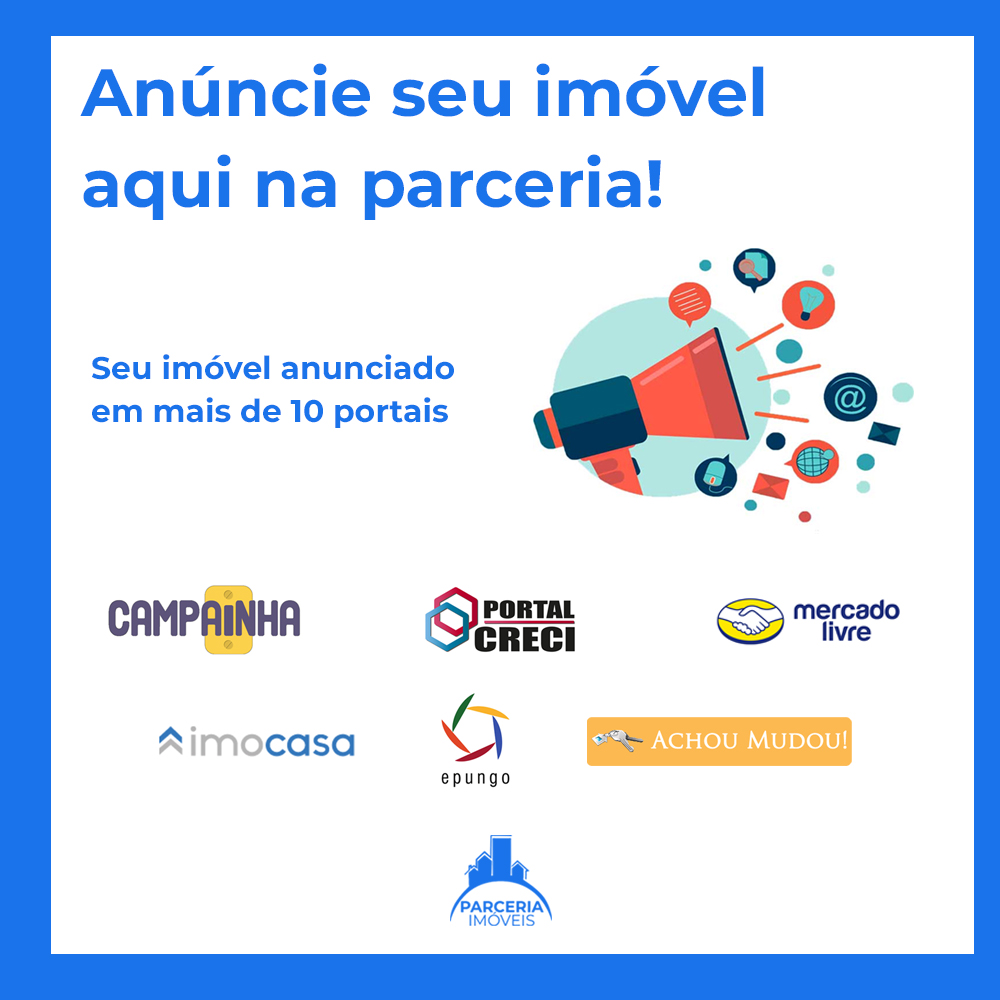 Anúncie seu imóvel
aqui na parceria!
Seu imóvel anunciado
em mais de 10 portais
@
CAMPAiNHA
PORTAL
CRECI
mercado
livre
imocasa
epungo
ACHOU MUDOU!
PARCERIA
IMÓVEIS